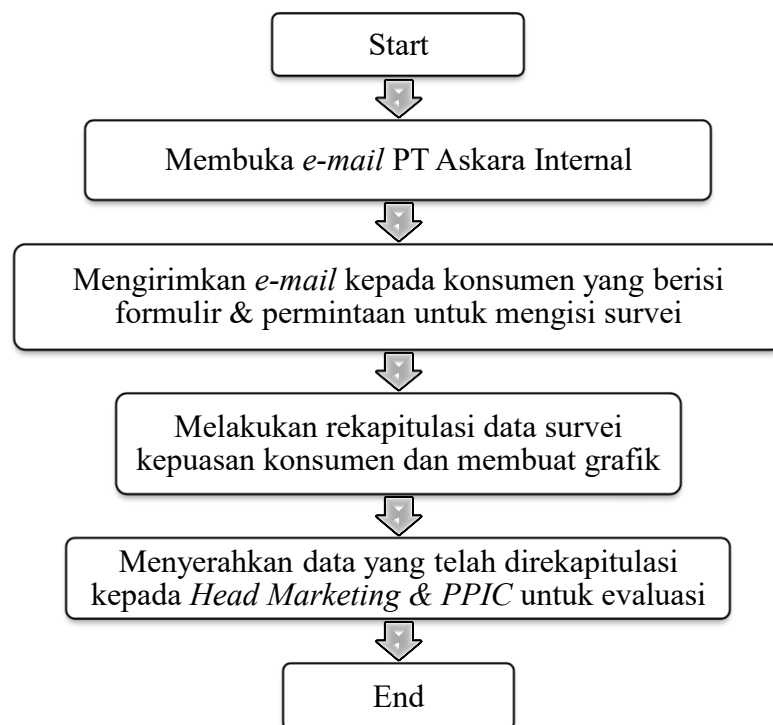 Start
Membuka e-mail PT Askara Internal
Mengirimkan e-mail kepada konsumen yang berisi
formulir & permintaan untuk mengisi survei
Melakukan rekapitulasi data survei
kepuasan konsumen dan membuat grafik
Menyerahkan data yang telah direkapitulasi
kepada Head Marketing & PPIC untuk evaluasi
End